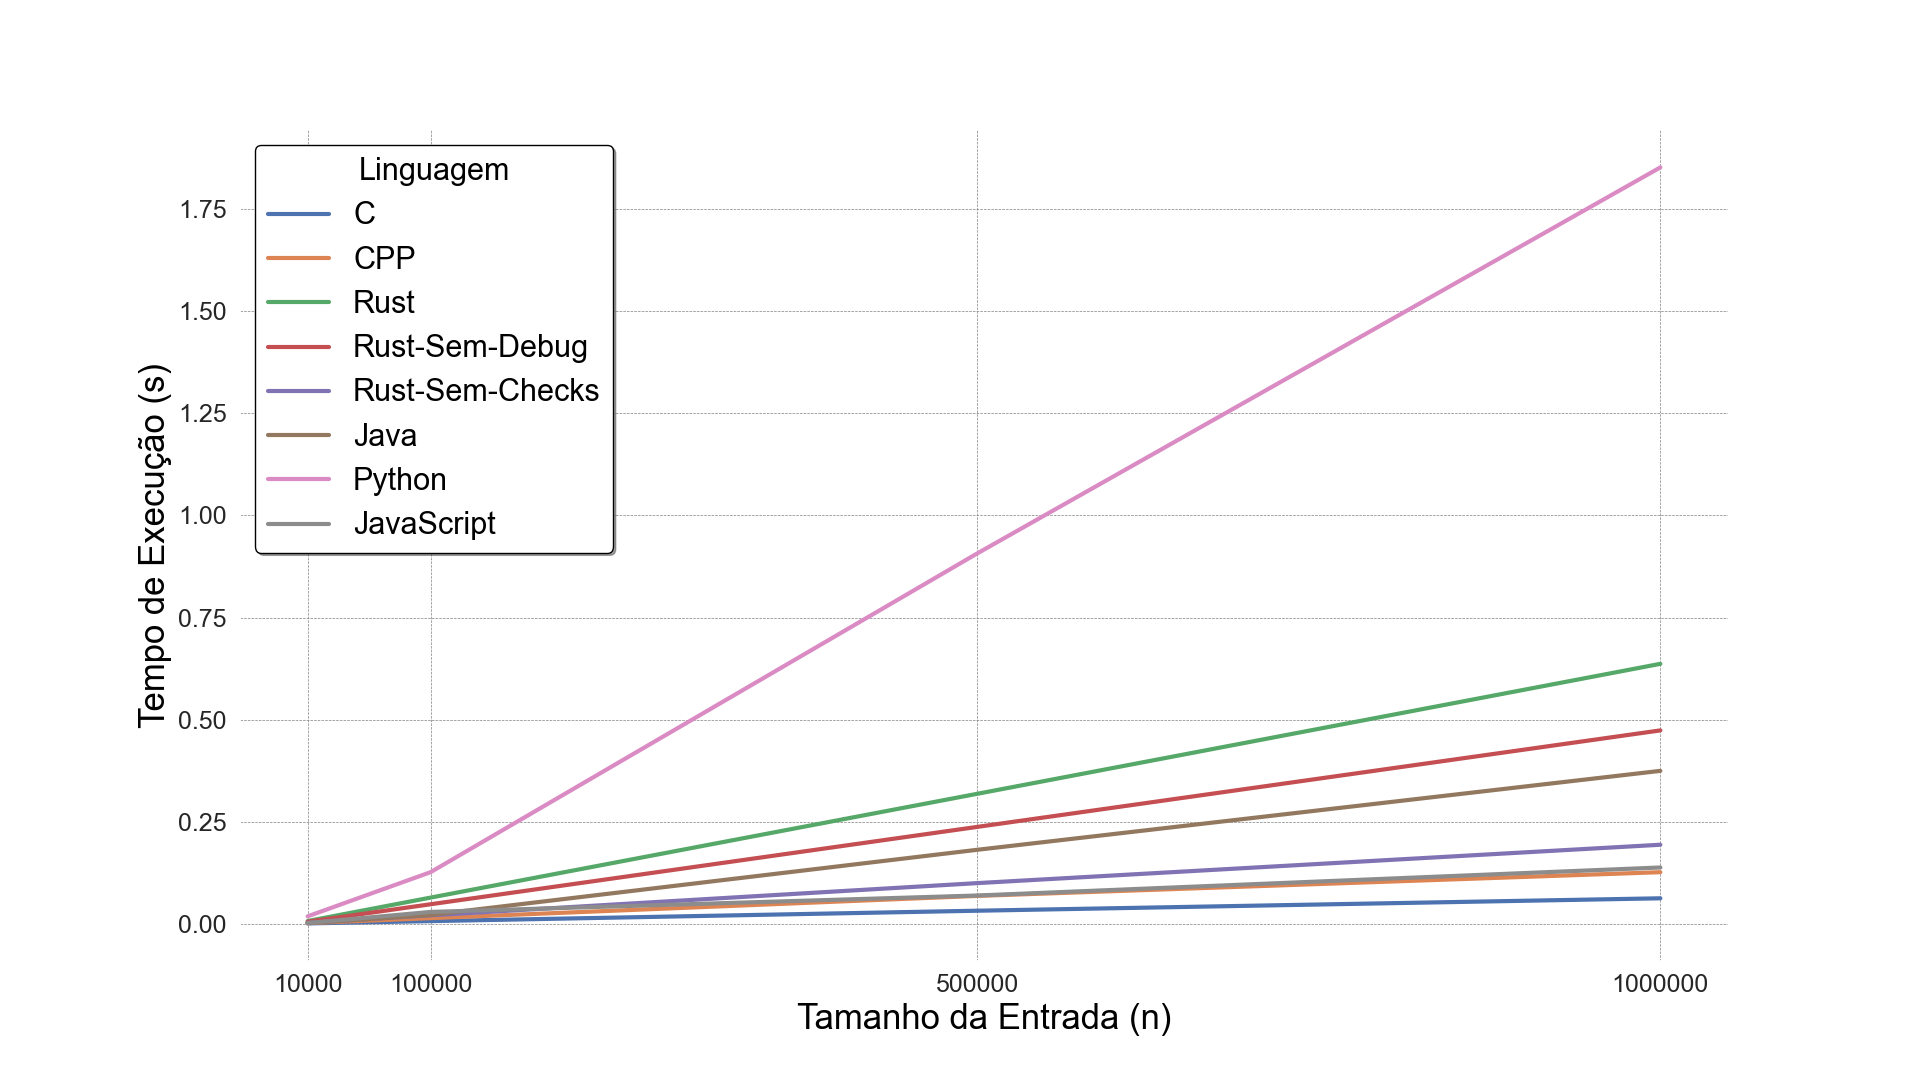 Linguagem
C
CPP
Rust
Rust-Sem-Debug
Rust-Sem-Checks
Java
Python
JavaScript
Tempo de Execução (s)
1.75
1.50
1.25
1.00
0.75
0.50
0.25
0.00
10000 100000 500000 1000000
Tamanho da Entrada (n)